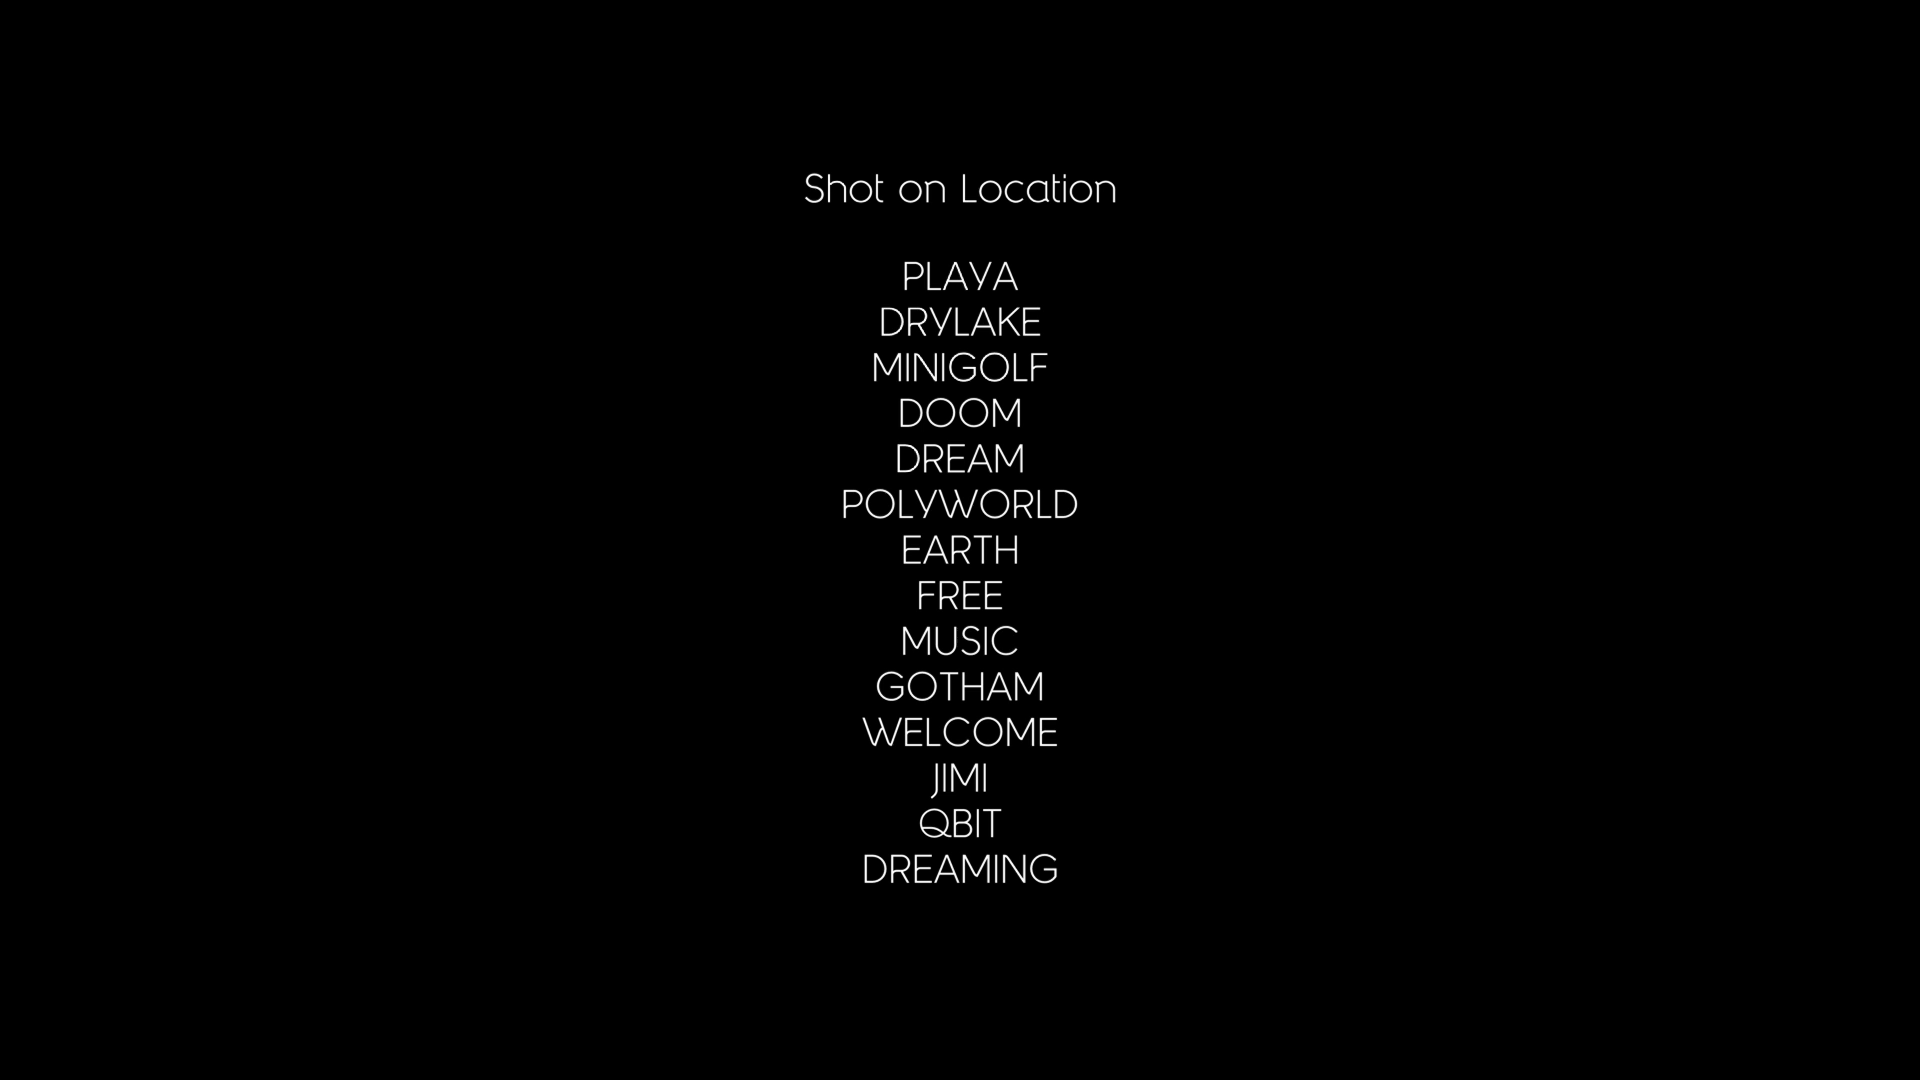 Shot on Location
PLAYA
DRYLAKE
MINIGOLF
DOOM
DREAM
POLYWORLD
EARTH
FREE
MUSIC
GOTHAM
WELCOME
JIMI
QBIT
DREAMING